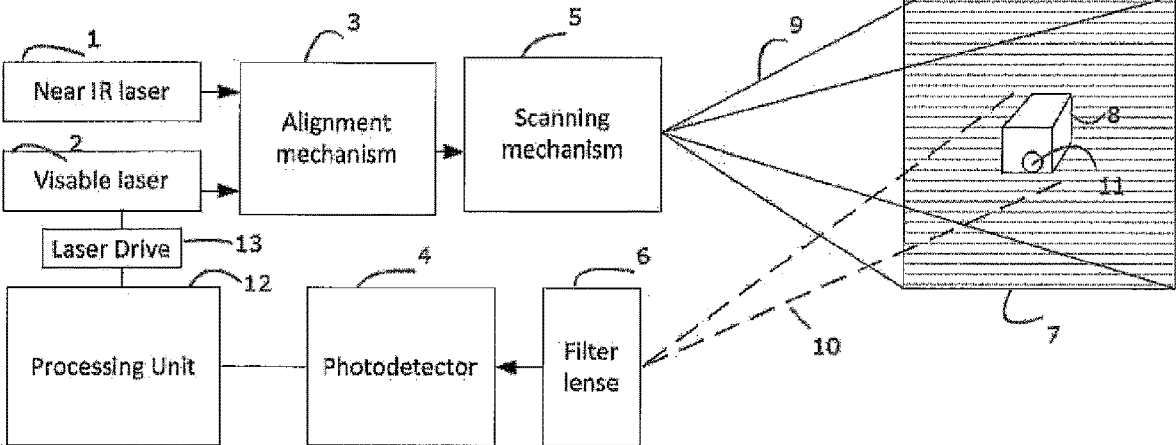 1
3
5
9
Near IR laser
Alignment
mechanism
Scanning
mechanism
8
2
Visable laser
11
Laser Drive
13
12
4
6
7
10
Processing Unit
Photodetector
Filter
lense